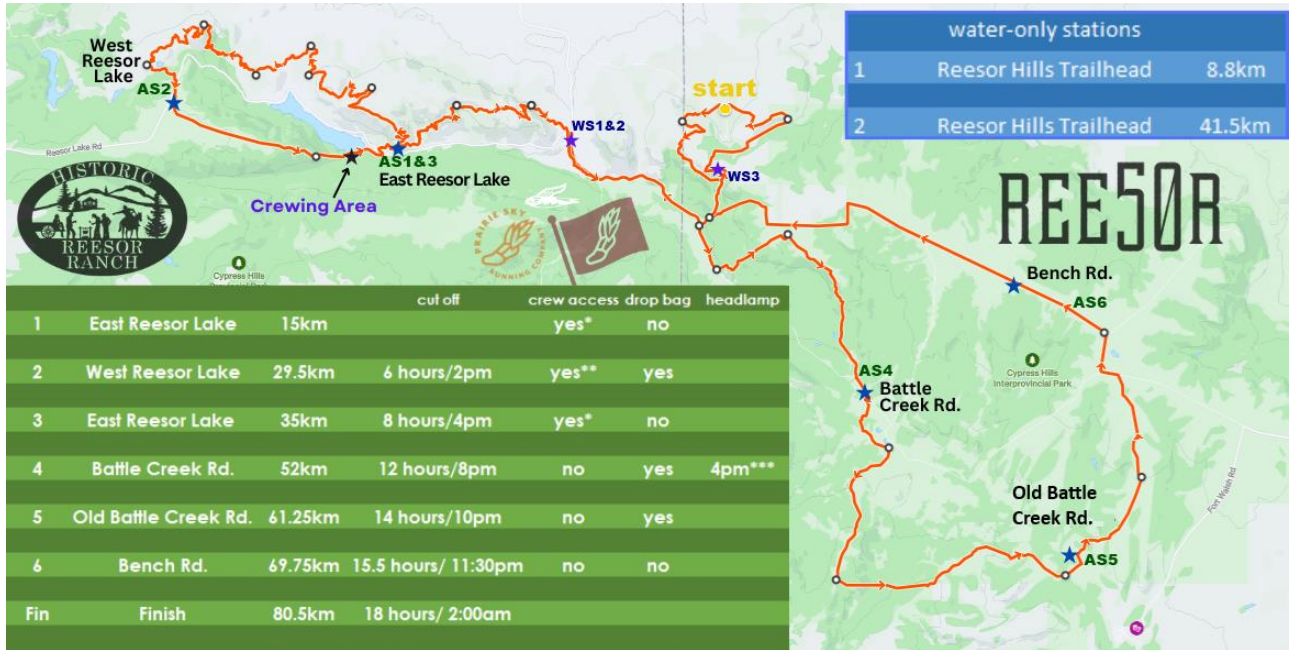 West
Reesor
Lake
AS2
Reesor Lake Rd
Crewing Area
AS1&3
East Reesor Lake
WS1&2
start
WS3
water-only stations
1 Reesor Hills Trailhead 8.8km
2 Reesor Hills Trailhead 41.5km
HISTORIC
REESOR
RANCH
PRAIRIE SKY
RUNNING COMPANY
REE50R
Cypress Hills
Bench Rd.
AS6
Cypress Hills
Interprovincial Park
AS4
Battle
Creek Rd.
Old Battle
Creek Rd.
AS5
Fort Walsh Rd
cut off crew access drop bag headlamp
1 East Reesor Lake 15km yes* no
2 West Reesor Lake 29.5km 6 hours/2pm yes** yes
3 East Reesor Lake 35km 8 hours/4pm yes* no
4 Battle Creek Rd. 52km 12 hours/8pm no yes 4pm***
5 Old Battle Creek Rd. 61.25km 14 hours/10pm no yes
6 Bench Rd. 69.75km 15.5 hours/ 11:30pm no no
Fin Finish 80.5km 18 hours/ 2:00am